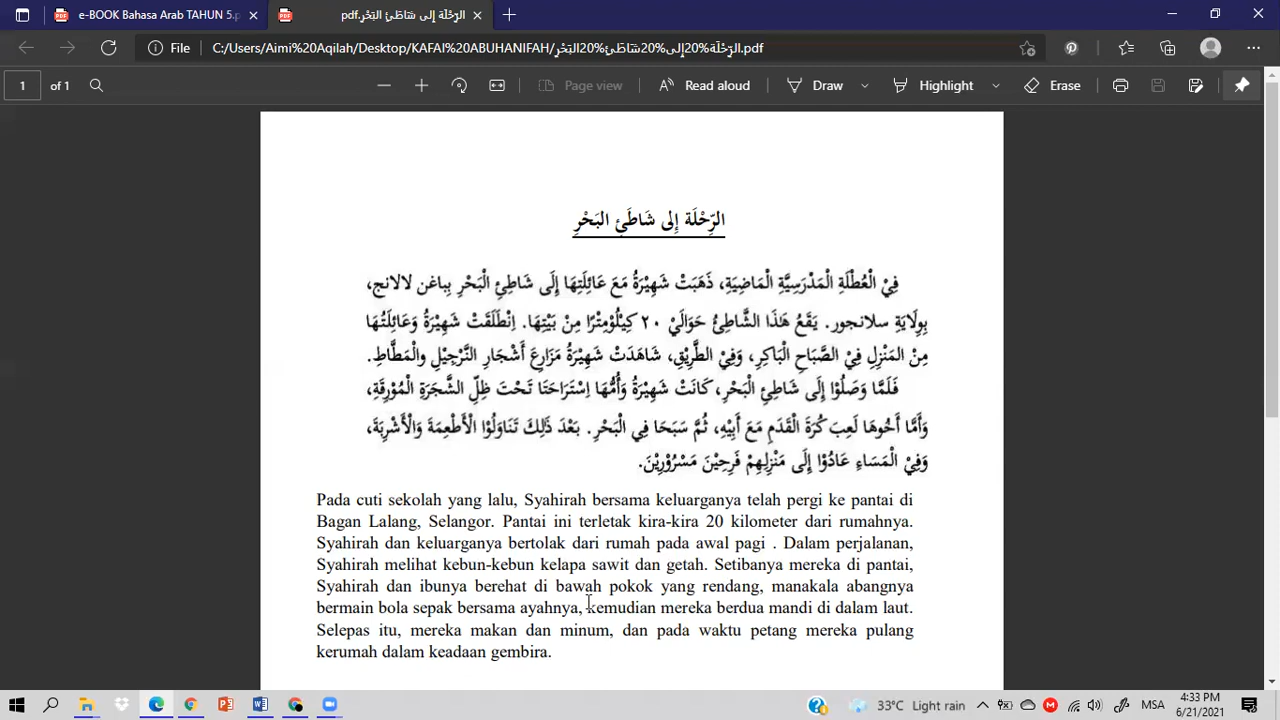 e-BOOK Bahasa Arab TAHUN 5.p
الرِّحْلَة إلى شَاطَئِ البَحْرِ.pdf
File
C:/Users/Aimi%20Aqilah/Desktop/KAFAI%20ABUHANIFAH/الرِّحْلَة%20إلى%20شَاطَئِ%20البَحْرِ.pdf
1 of 1
Page view
Read aloud
Draw
Highlight
Erase
الرِّحْلَة إِلى شَاطَئِ البَحْرِ
فِيْ الْعُطْلَةِ الْمَدْرَسِيَّةِ الْمَاضِيَةِ، ذَهَبَتْ شَهِيْرَةُ مَعَ عَائِلَتِهَا إِلَى شَاطِئِ الْبَحْرِ بِباغن لالانج،
بِوِلَايَةِ سلانجور. يَقَعُ هَذَا الشَّاطِئُ حَوَالَيْ ٢٠ كِيْلُوْمِتْرًا مِنْ بَيْتِهَا. اِنْطَلَقَتْ شَهِيْرَةُ وَعَائِلَتُهَا
مِنْ المَنْزِلِ فِيْ الصَّبَاحِ الْبَاكِرِ، وَفِيْ الطَّرِيْقِ، شَاهَدَتْ شَهِيْرَةُ مَزَارِعَ أَشْجَارِ النَّرْجِيْلِ والْمَطَّاطِ.
فَلَمَّا وَصَلُوْا إِلَى شَاطِئِ الْبَحْرِ، كَانَتْ شَهِيْرَةُ وَأُمُّهَا اِسْتَرَاحَتَا تَحْتَ ظِلِّ الشَّجَرَةِ الْمُوْرِقَةِ،
وَأَمَّا أَخُوهَا لَعِبَ كُرَةَ الْقَدَمِ مَعَ أَبِيْهِ، ثُمَّ سَبَحَا فِي الْبَحْرِ. بَعْدَ ذَلِكَ تَنَاوَلُوْا الْأَطْعِمَةَ وَالْأَشْرِبَةَ،
وَفِيْ الْمَسَاءِ عَادُوْا إِلَى مَنْزِلِهِمْ فَرِحِيْنَ مَسْرُوْرِيْنَ.
Pada cuti sekolah yang lalu, Syahirah bersama keluarganya telah pergi ke pantai di
Bagan Lalang, Selangor. Pantai ini terletak kira-kira 20 kilometer dari rumahnya.
Syahirah dan keluarganya bertolak dari rumah pada awal pagi . Dalam perjalanan,
Syahirah melihat kebun-kebun kelapa sawit dan getah. Setibanya mereka di pantai,
Syahirah dan ibunya berehat di bawah pokok yang rendang, manakala abangnya
bermain bola sepak bersama ayahnya, kemudian mereka berdua mandi di dalam laut.
Selepas itu, mereka makan dan minum, dan pada waktu petang mereka pulang
kerumah dalam keadaan gembira.
33°C Light rain
MSA
4:33 PM
6/21/2021